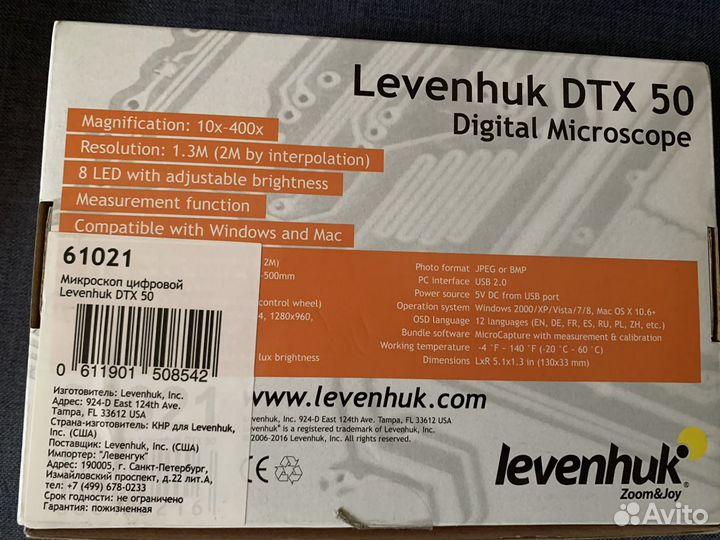 Levenhuk DTX 50
Digital Microscope
Magnification: 10x–400x
Resolution: 1.3M (2M by interpolation)
8 LED with adjustable brightness
Measurement function
Compatible with Windows and Mac
61021
Микроскоп цифровой
Levenhuk DTX 50
0 611901 508542
Изготовитель: Levenhuk, Inc.
Адрес: 924-D East 124th Ave.
Tampa, FL 33612 USA
Страна-изготовитель: КНР для Levenhuk,
Inc. (США)
Поставщик: Levenhuk, Inc. (США)
Импортер: "Левенгук"
Адрес: 190005, г. Санкт-Петербург,
Измайловский проспект, д.22 лит.А,
тел: +7 (499) 678-0233
Срок годности: не ограничено
Гарантия: пожизненная
2M)
-500mm
control wheel)
4, 1280x960,
lux brightness
Photo format JPEG or BMP
PC interface USB 2.0
Power source 5V DC from USB port
Operation system Windows 2000/XP/Vista/7/8, Mac OS X 10.6+
OSD language 12 languages (EN, DE, FR, ES, RU, PL, ZH, etc.)
Bundle software MicroCapture with measurement & calibration
Working temperature -4 °F ~ 140 °F (-20 °C ~ 60 °C)
Dimensions LxR 5.1x1.3 in (130x33 mm)
www.levenhuk.com
venhuk, Inc. 924-D East 124th Ave. Tampa, FL 33612 USA
venhuk® is a registered trademark of Levenhuk, Inc.
2006-2016 Levenhuk, Inc. All rights reserved.
CE
levenhuk®
Zoom&Joy
Avito